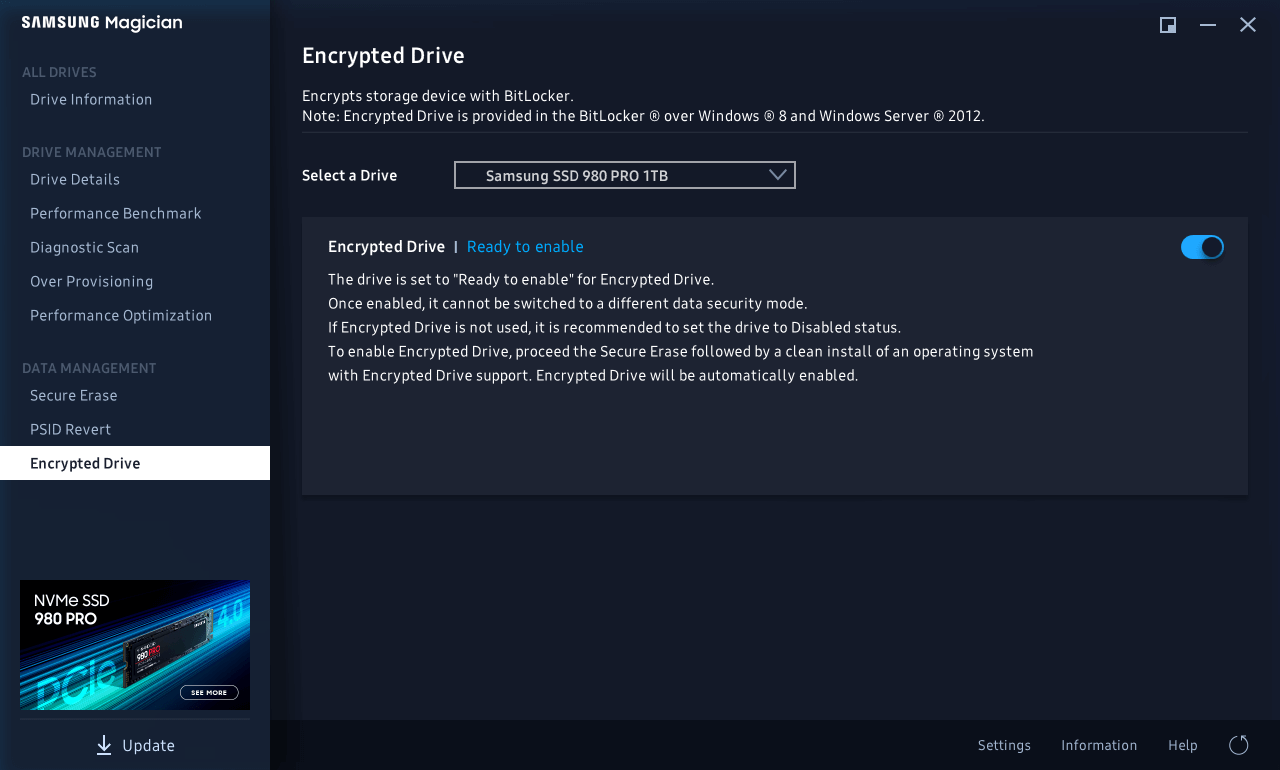 SAMSUNG Magician
ALL DRIVES
Drive Information
DRIVE MANAGEMENT
Drive Details
Performance Benchmark
Diagnostic Scan
Over Provisioning
Performance Optimization
DATA MANAGEMENT
Secure Erase
PSID Revert
Encrypted Drive
NVMe SSD
980 PRO
4.0
980 PRO
PCIe
SEE MORE
Update
Encrypted Drive
Encrypts storage device with BitLocker.
Note: Encrypted Drive is provided in the BitLocker ® over Windows ® 8 and Windows Server ® 2012.
Select a Drive
Samsung SSD 980 PRO 1TB
Encrypted Drive | Ready to enable
The drive is set to "Ready to enable" for Encrypted Drive.
Once enabled, it cannot be switched to a different data security mode.
If Encrypted Drive is not used, it is recommended to set the drive to Disabled status.
To enable Encrypted Drive, proceed the Secure Erase followed by a clean install of an operating system
with Encrypted Drive support. Encrypted Drive will be automatically enabled.
Settings
Information
Help